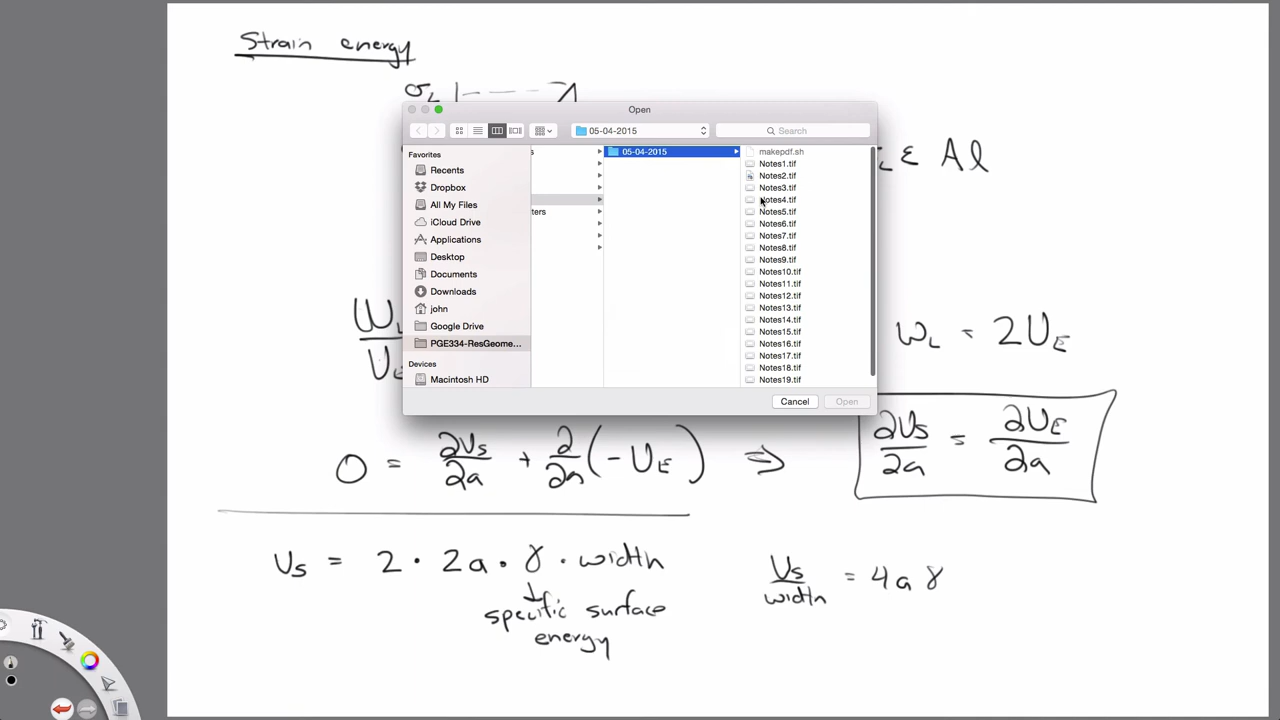 Strain energy
σL
Open
05-04-2015
Search
Favorites
Recents
Dropbox
All My Files
iCloud Drive
Applications
Desktop
Documents
Downloads
john
Google Drive
PGE334-ResGeome...
Devices
Macintosh HD
s
ters
05-04-2015
makepdf.sh
Notes1.tif
Notes2.tif
Notes3.tif
Notes4.tif
Notes5.tif
Notes6.tif
Notes7.tif
Notes8.tif
Notes9.tif
Notes10.tif
Notes11.tif
Notes12.tif
Notes13.tif
Notes14.tif
Notes15.tif
Notes16.tif
Notes17.tif
Notes18.tif
Notes19.tif
Cancel
Open
ε Al
WL = 2UE
0 = ∂Us/∂a + ∂/∂a (-UE) ⇒ ∂Us/∂a = ∂UE/∂a
Us = 2 · 2a · γ · width
Us/width = 4aγ
specific surface
energy